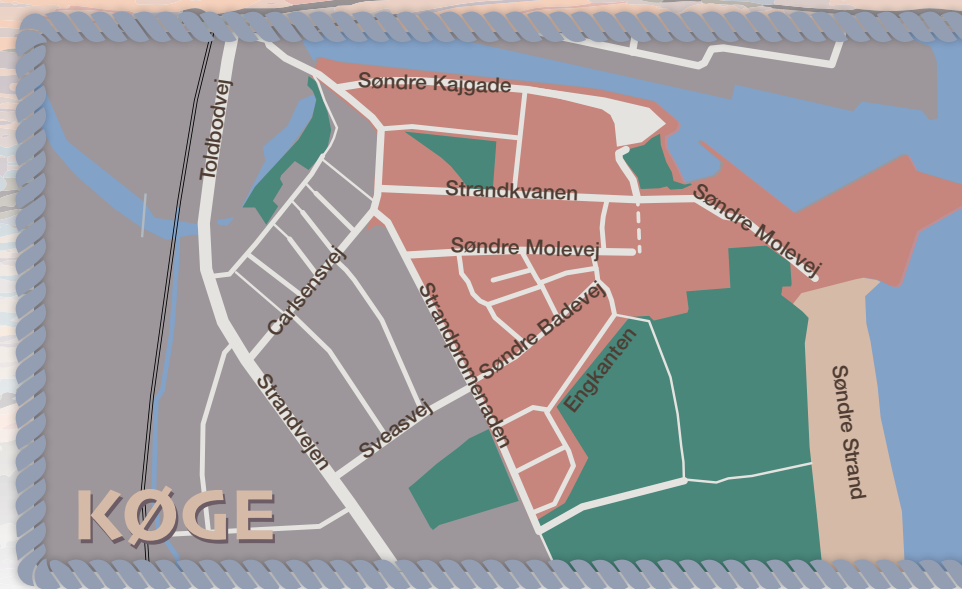 Søndre Kajgade
Toldbodvej
Strandkvanen
Søndre Molevej
Søndre Molevej
Carlsensvej
Søndre Badevej
Strandpromenaden
Engkanten
Strandvejen
Sveasvej
Søndre Strand
KØGE